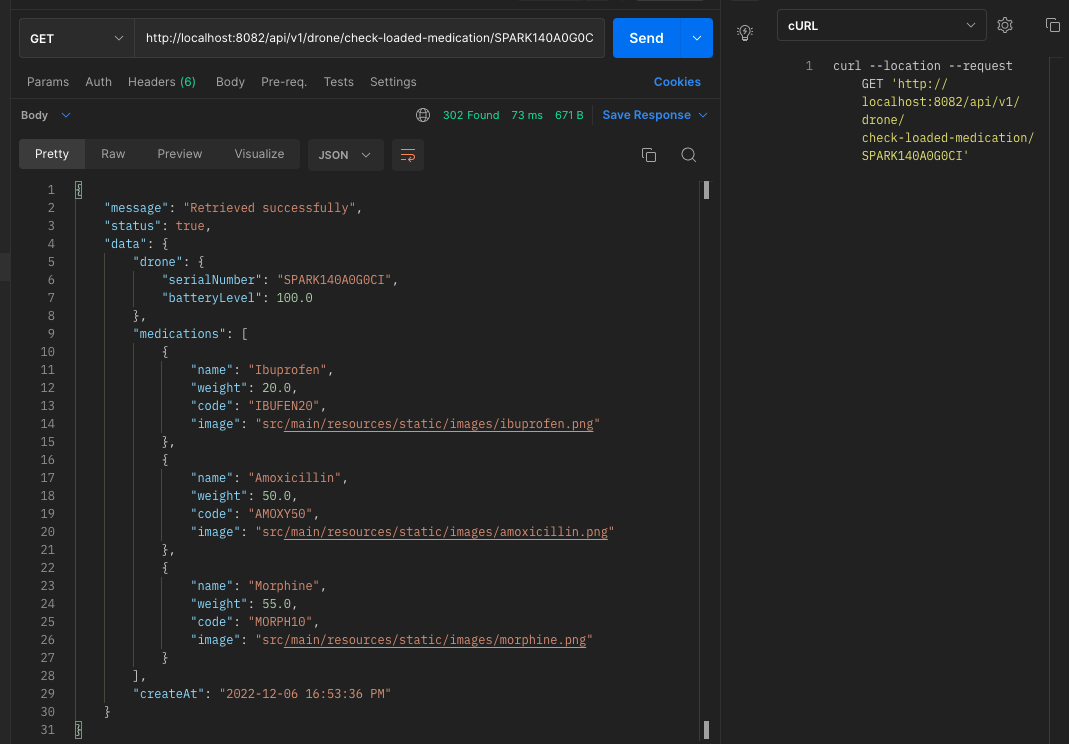 GET
http://localhost:8082/api/v1/drone/check-loaded-medication/SPARK140A0G0C
Send
Params Auth Headers (6) Body Pre-req. Tests Settings Cookies
Body 302 Found 73 ms 671 B Save Response
Pretty Raw Preview Visualize JSON
1 {
2 "message": "Retrieved successfully",
3 "status": true,
4 "data": {
5 "drone": {
6 "serialNumber": "SPARK140A0G0CI",
7 "batteryLevel": 100.0
8 },
9 "medications": [
10 {
11 "name": "Ibuprofen",
12 "weight": 20.0,
13 "code": "IBUFEN20",
14 "image": "src/main/resources/static/images/ibuprofen.png"
15 },
16 {
17 "name": "Amoxicillin",
18 "weight": 50.0,
19 "code": "AMOXY50",
20 "image": "src/main/resources/static/images/amoxicillin.png"
21 },
22 {
23 "name": "Morphine",
24 "weight": 55.0,
25 "code": "MORPH10",
26 "image": "src/main/resources/static/images/morphine.png"
27 }
28 ],
29 "createAt": "2022-12-06 16:53:36 PM"
30 }
31 }
cURL
1 curl --location --request
GET 'http://
localhost:8082/api/v1/
drone/
check-loaded-medication/
SPARK140A0G0CI'